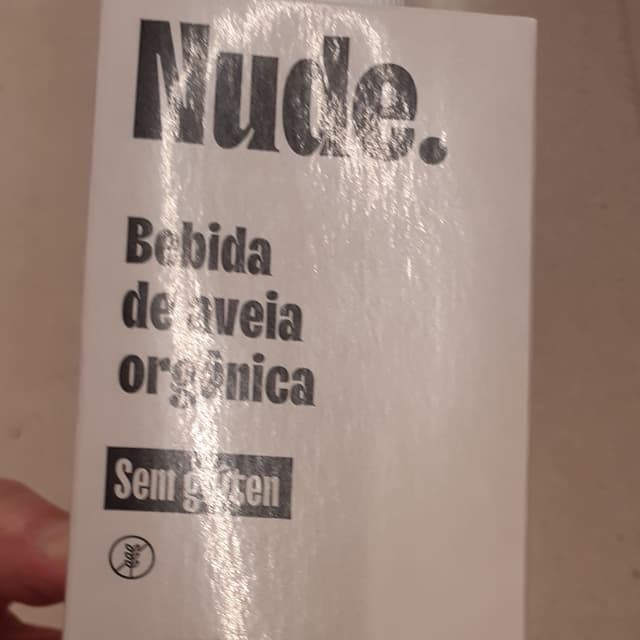 Nude.
Bebida
de aveia
orgânica
Sem glúten